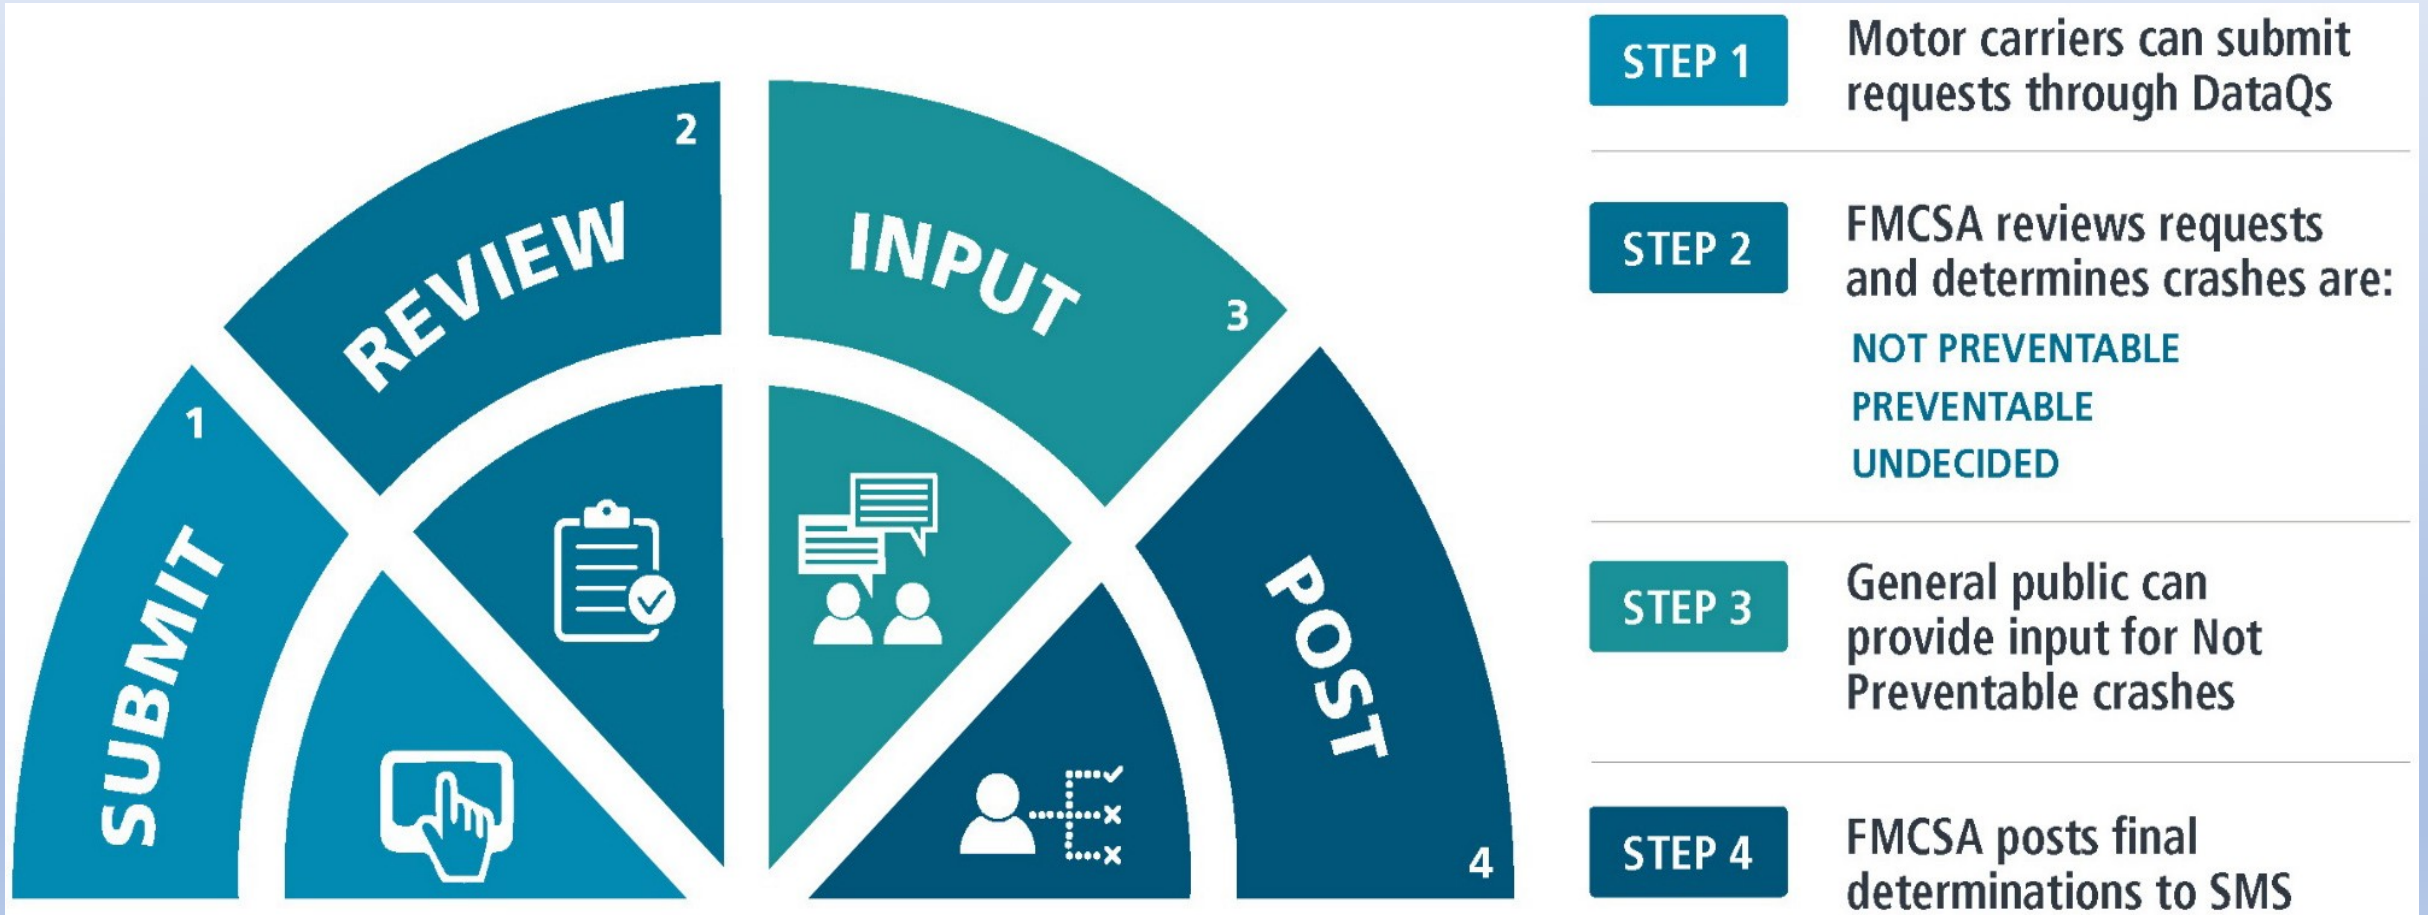 1
SUBMIT
2
REVIEW
INPUT
3
POST
4
STEP 1
Motor carriers can submit
requests through DataQs
STEP 2
FMCSA reviews requests
and determines crashes are:
NOT PREVENTABLE
PREVENTABLE
UNDECIDED
STEP 3
General public can
provide input for Not
Preventable crashes
STEP 4
FMCSA posts final
determinations to SMS